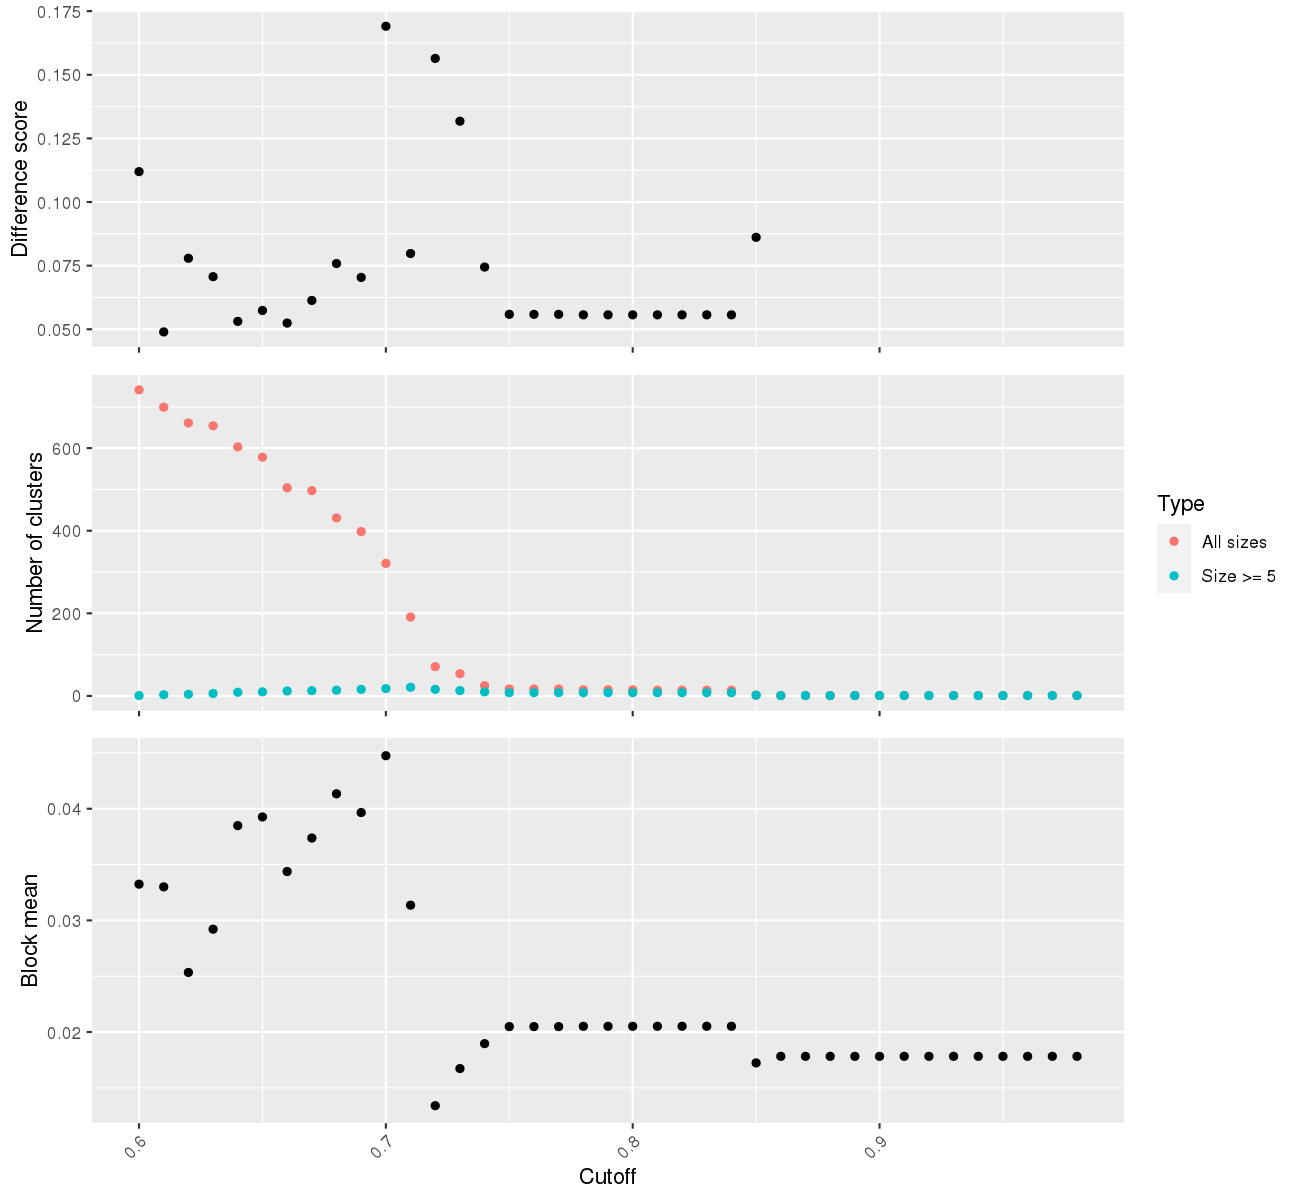 Difference score
0.175
0.150
0.125
0.100
0.075
0.050
Number of clusters
600
400
200
0
Type
All sizes
Size >= 5
Block mean
0.04
0.03
0.02
0.6
0.7
0.8
0.9
Cutoff